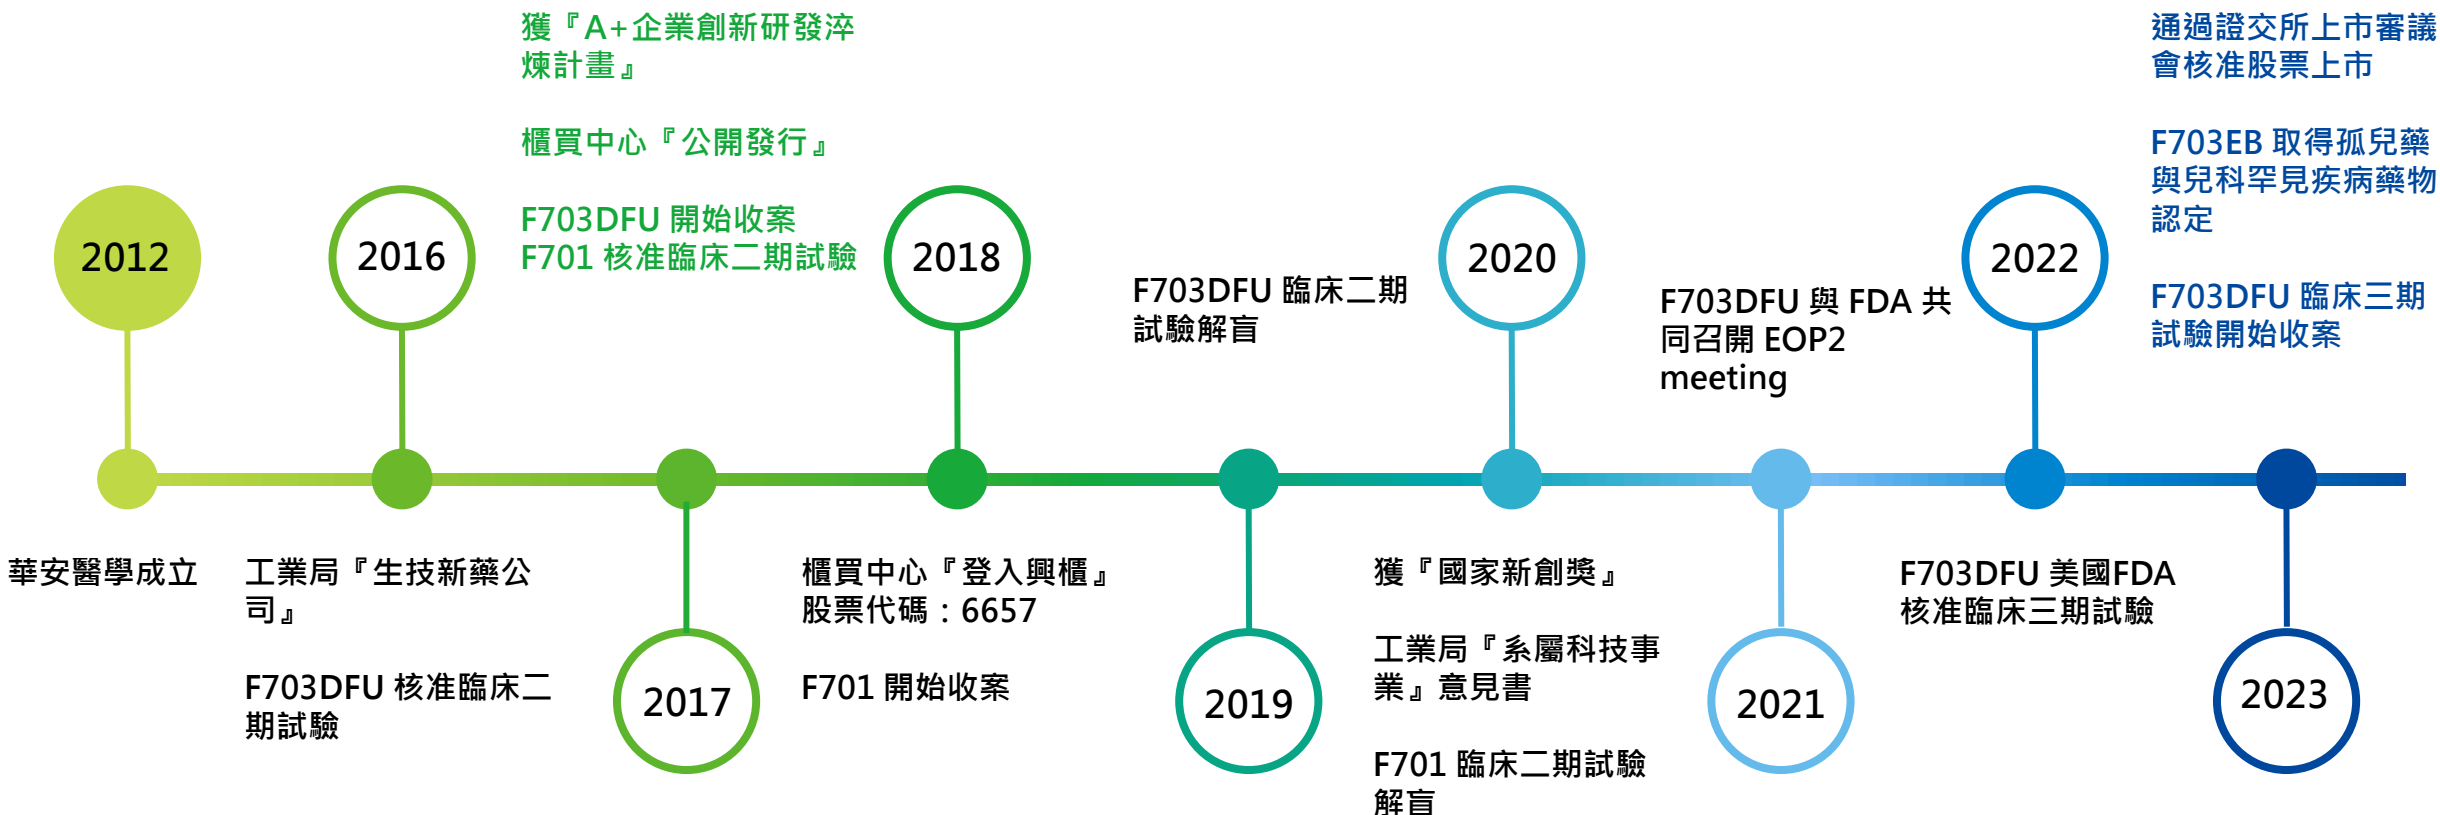 2012
華安醫學成立
2016
工業局『生技新藥公
司』
F703DFU 核准臨床二
期試驗
獲『A+企業創新研發淬
煉計畫』
櫃買中心『公開發行』
F703DFU 開始收案
F701 核准臨床二期試驗
2017
2018
櫃買中心『登入興櫃』
股票代碼：6657
F701 開始收案
F703DFU 臨床二期
試驗解盲
2019
2020
獲『國家新創獎』
工業局『糸屬科技事
業』意見書
F701 臨床二期試驗
解盲
F703DFU 與 FDA 共
同召開 EOP2
meeting
2021
2022
F703DFU 美國FDA
核准臨床三期試驗
通過證交所上市審議
會核准股票上市
F703EB 取得孤兒藥
與兒科罕見疾病藥物
認定
F703DFU 臨床三期
試驗開始收案
2023